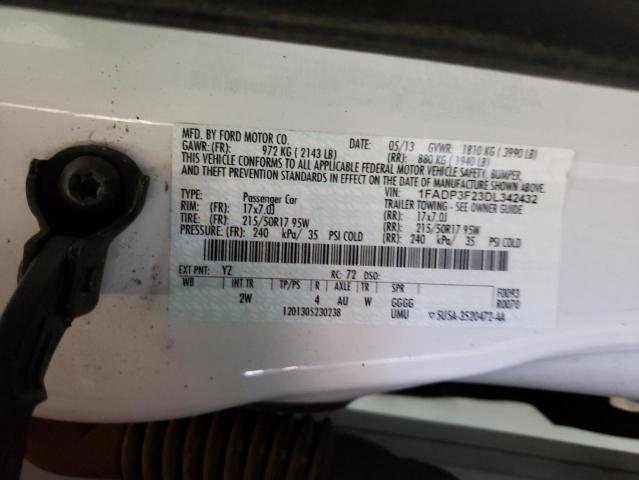 MFD. BY FORD MOTOR CO. DATE: 05/13 GVWR: 1810 KG ( 3990 LB)
GAWR: (FR): 972 KG ( 2143 LB) (RR): 880 KG ( 1940 LB)
THIS VEHICLE CONFORMS TO ALL APPLICABLE FEDERAL MOTOR VEHICLE SAFETY, BUMPER,
AND THEFT PREVENTION STANDARDS IN EFFECT ON THE DATE OF MANUFACTURE SHOWN ABOVE.
VIN: 1FADP3F23DL342432
TYPE: Passenger Car TRAILER TOWING - SEE OWNER GUIDE
RIM: (FR): 17x7.0J (RR): 17x7.0J
TIRE: (FR): 215/50R17 95W (RR): 215/50R17 95W
PRESSURE: (FR): 240 kPa/ 35 PSI COLD (RR): 240 kPa/ 35 PSI COLD
EXT PNT: YZ RC: 72 DSO: F0093
WB INT TR TP/PS R AXLE TR SPR R0070
2W 4 AU W GGGG
1201305230238 UMU 5U5A-3520472-AA